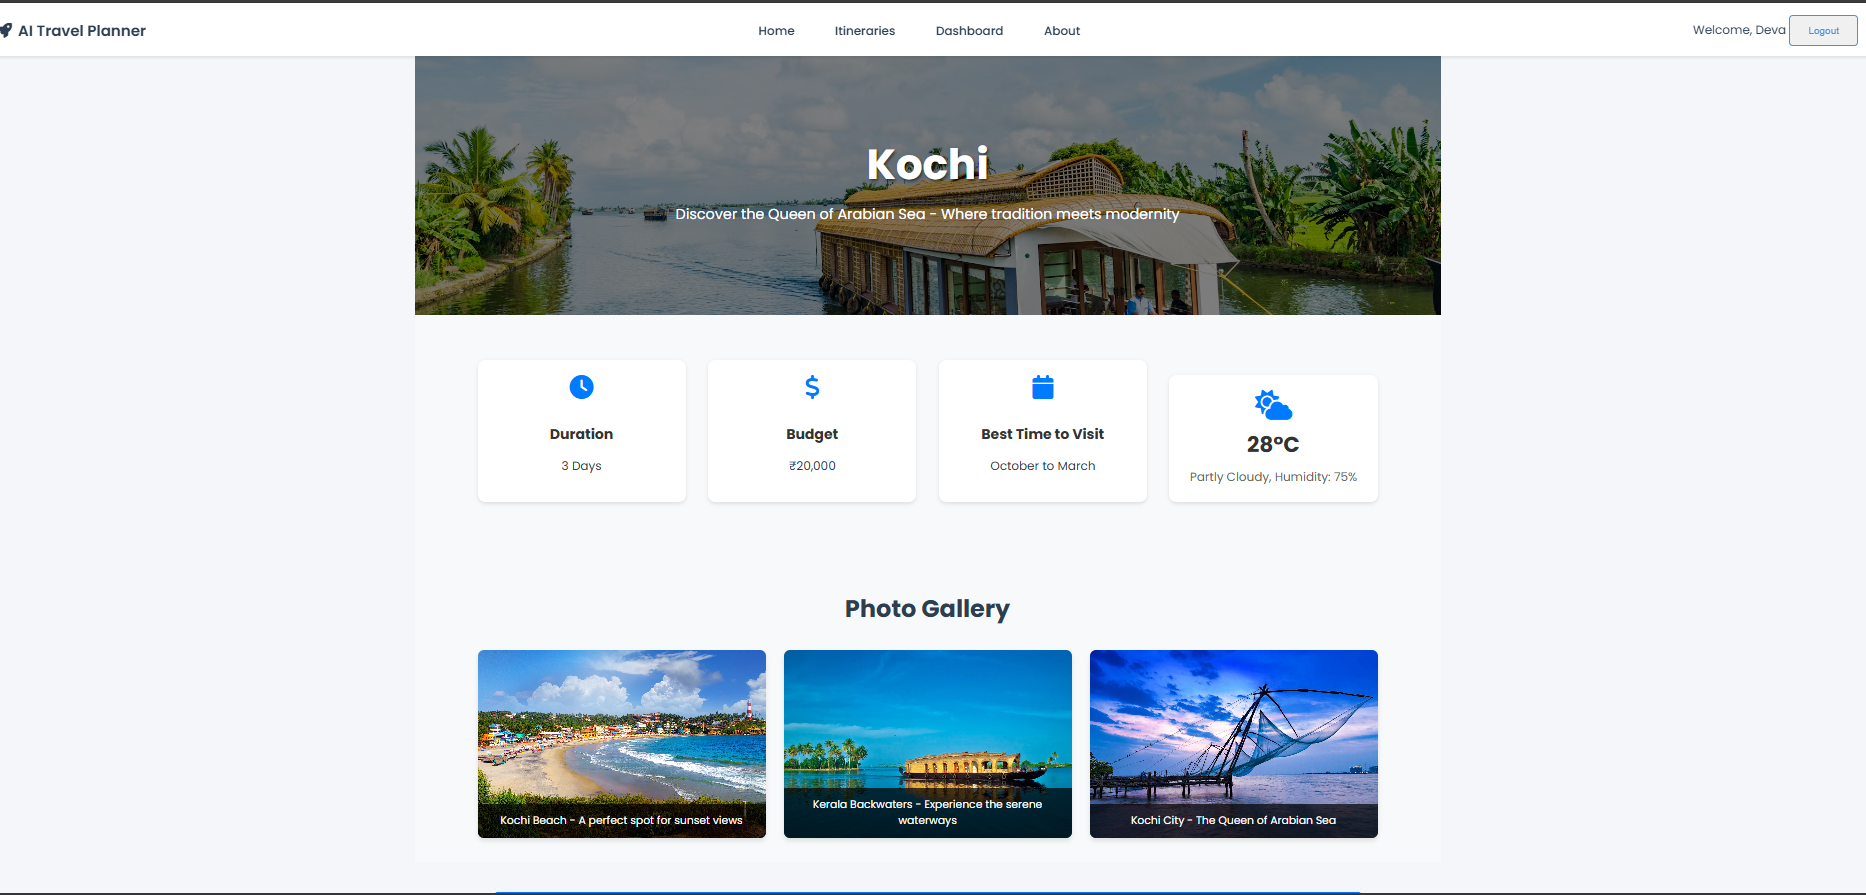 AI Travel Planner
Home
Itineraries
Dashboard
About
Welcome, Deva
Logout
Kochi
Discover the Queen of Arabian Sea - Where tradition meets modernity
Duration
3 Days
Budget
₹20,000
Best Time to Visit
October to March
28°C
Partly Cloudy, Humidity: 75%
Photo Gallery
Kochi Beach - A perfect spot for sunset views
Kerala Backwaters - Experience the serene
waterways
Kochi City - The Queen of Arabian Sea